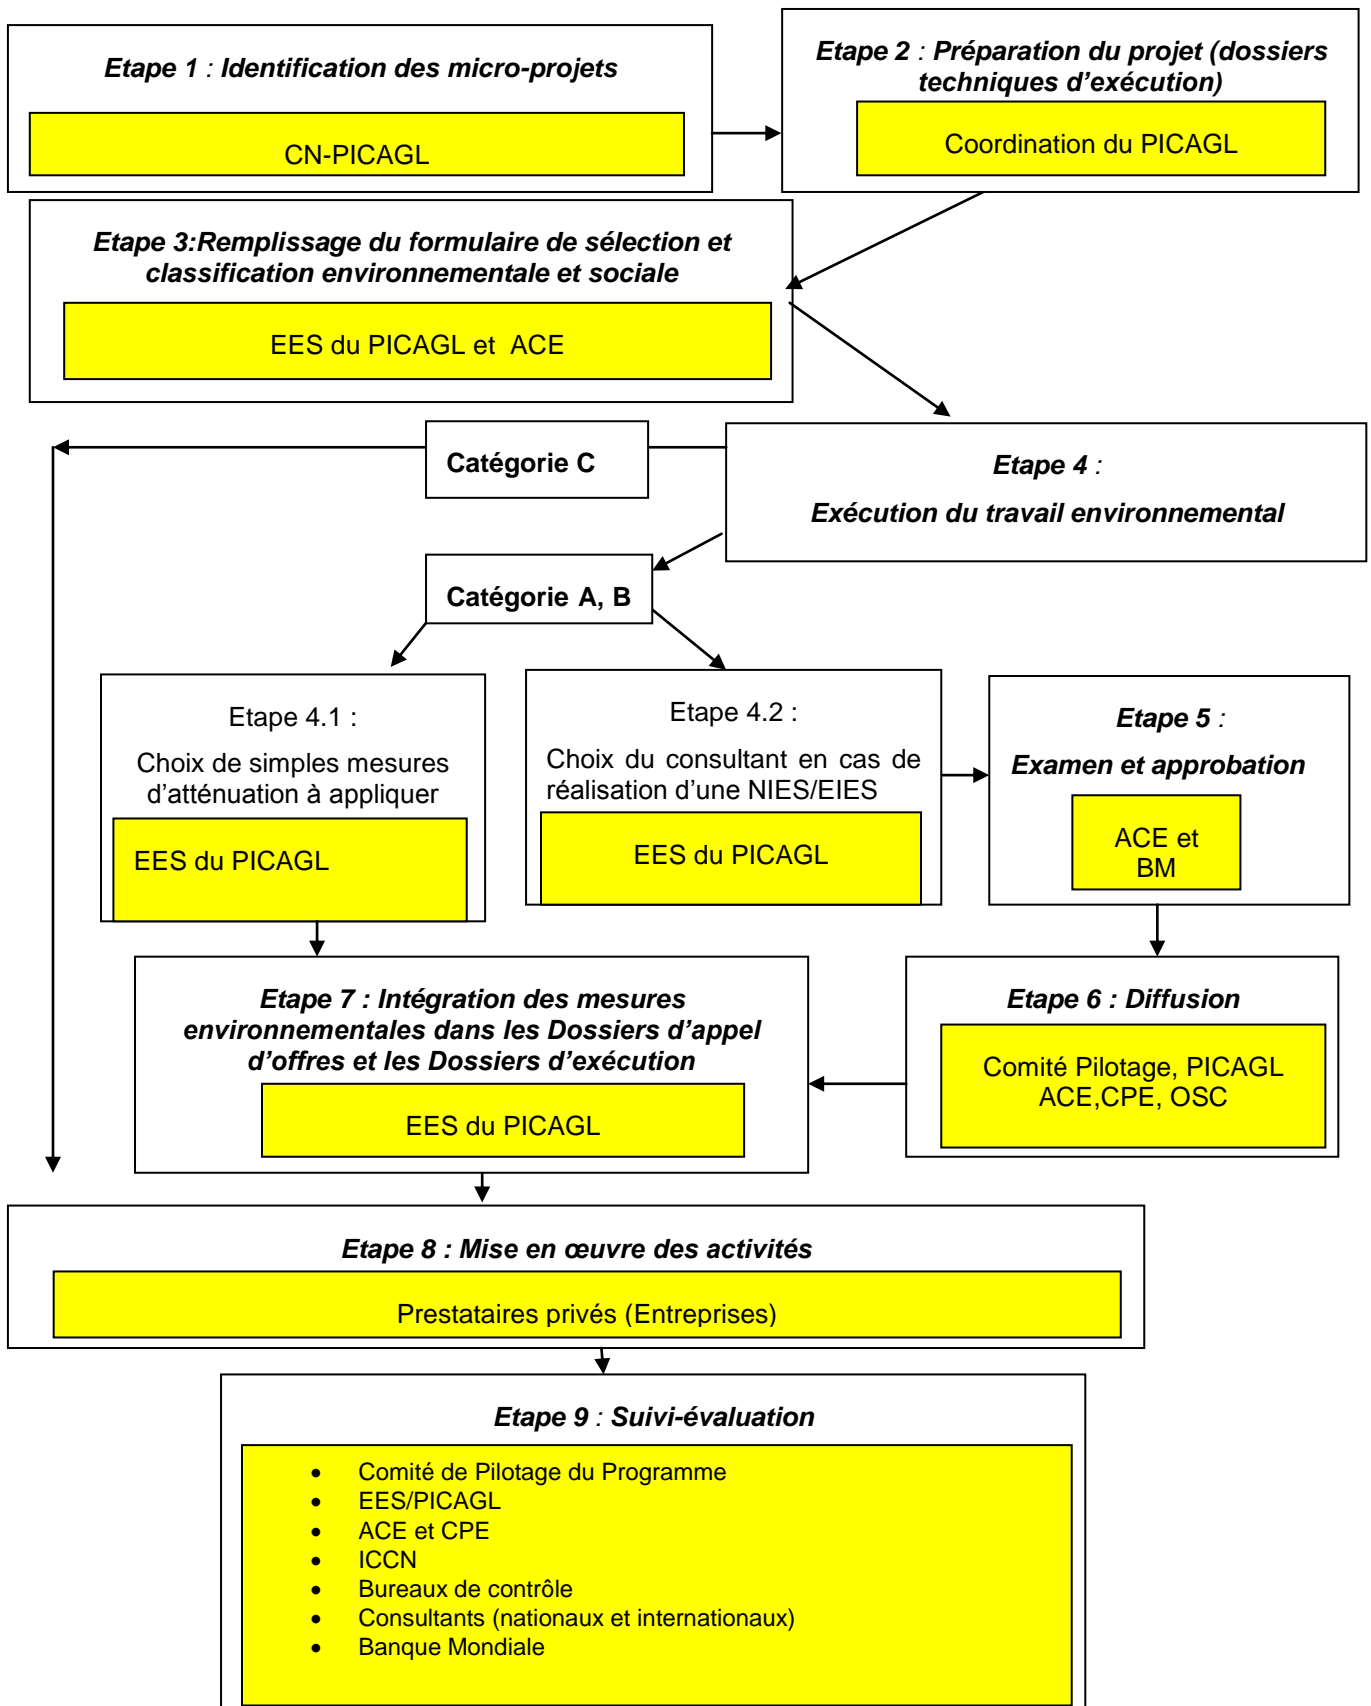 Etape 1 : Identification des micro-projets
CN-PICAGL
Etape 2 : Préparation du projet (dossiers
techniques d’exécution)
Coordination du PICAGL
Etape 3:Remplissage du formulaire de sélection et
classification environnementale et sociale
EES du PICAGL et ACE
Catégorie C
Etape 4 :
Exécution du travail environnemental
Catégorie A, B
Etape 4.1 :
Choix de simples mesures
d’atténuation à appliquer
EES du PICAGL
Etape 4.2 :
Choix du consultant en cas de
réalisation d’une NIES/EIES
EES du PICAGL
Etape 5 :
Examen et approbation
ACE et
BM
Etape 7 : Intégration des mesures
environnementales dans les Dossiers d’appel
d’offres et les Dossiers d’exécution
EES du PICAGL
Etape 6 : Diffusion
Comité Pilotage, PICAGL
ACE,CPE, OSC
Etape 8 : Mise en œuvre des activités
Prestataires privés (Entreprises)
Etape 9 : Suivi-évaluation
• Comité de Pilotage du Programme
• EES/PICAGL
• ACE et CPE
• ICCN
• Bureaux de contrôle
• Consultants (nationaux et internationaux)
• Banque Mondiale